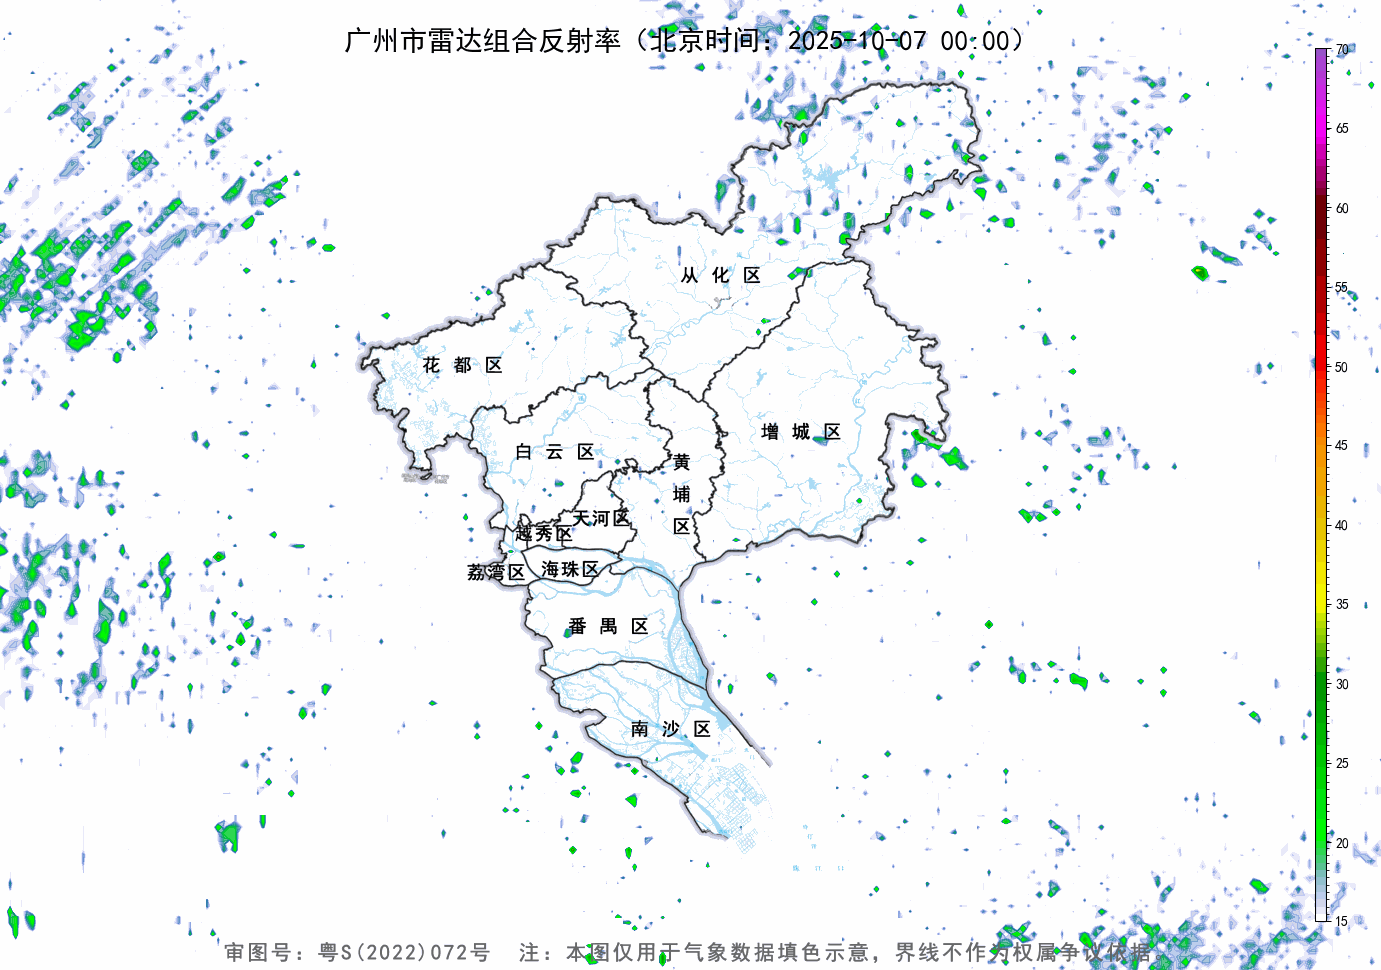 广州市雷达组合反射率（北京时间：2025-10-07 00:00）
70
65
60
55
50
45
40
35
30
25
20
15
从化区
花都区
增城区
白云区
黄埔区
天河区
越秀区
海珠区
荔湾区
番禺区
南沙区
审图号：粤S(2022)072号 注：本图仅用于气象数据填色示意，界线不作为权属争议依据。